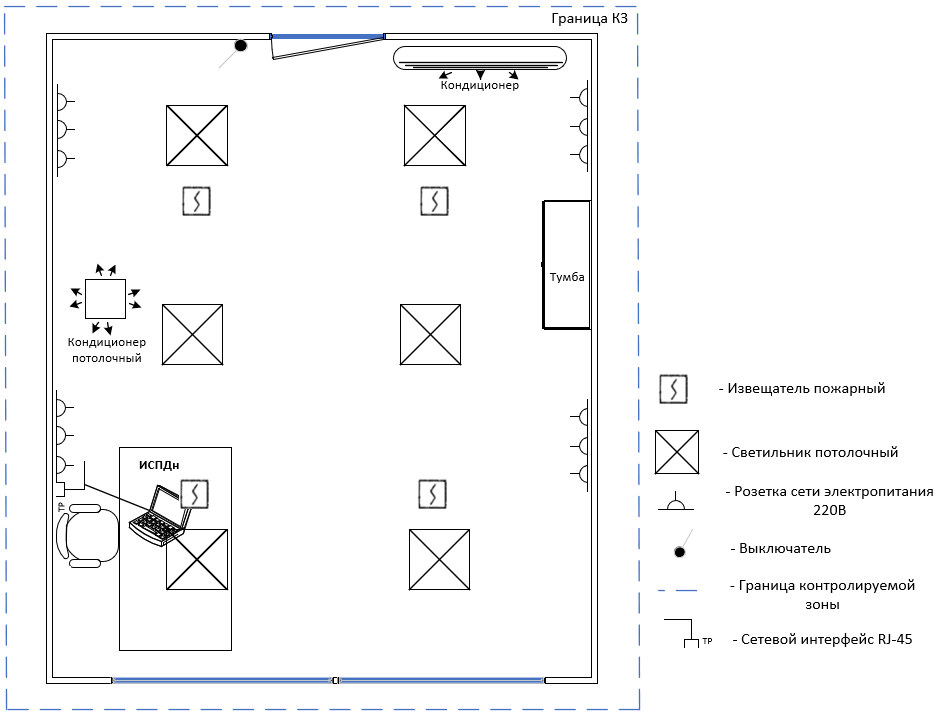 Граница КЗ
Кондиционер
Тумба
Кондиционер
потолочный
ИСПДн
ТР
- Извещатель пожарный
- Светильник потолочный
- Розетка сети электропитания
220В
- Выключатель
- Граница контролируемой
зоны
ТР
- Сетевой интерфейс RJ-45